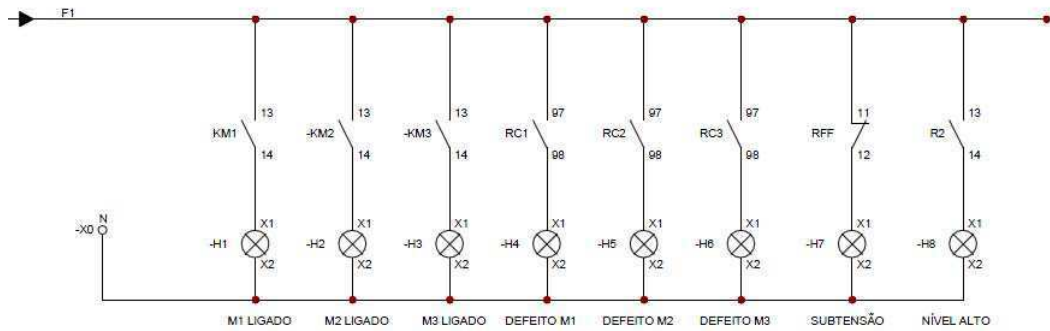 F1
13 13 13 97 97 97 11 13
KM1 -KM2 -KM3 RC1 RC2 RC3 RFF R2
14 14 14 98 98 98 12 14
N
X1 X1 X1 X1 X1 X1 X1 X1
-X0 -H1 -H2 -H3 -H4 -H5 -H6 -H7 -H8
X2 X2 X2 X2 X2 X2 X2 X2
M1 LIGADO M2 LIGADO M3 LIGADO DEFEITO M1 DEFEITO M2 DEFEITO M3 SUBTENSÃO NÍVEL ALTO